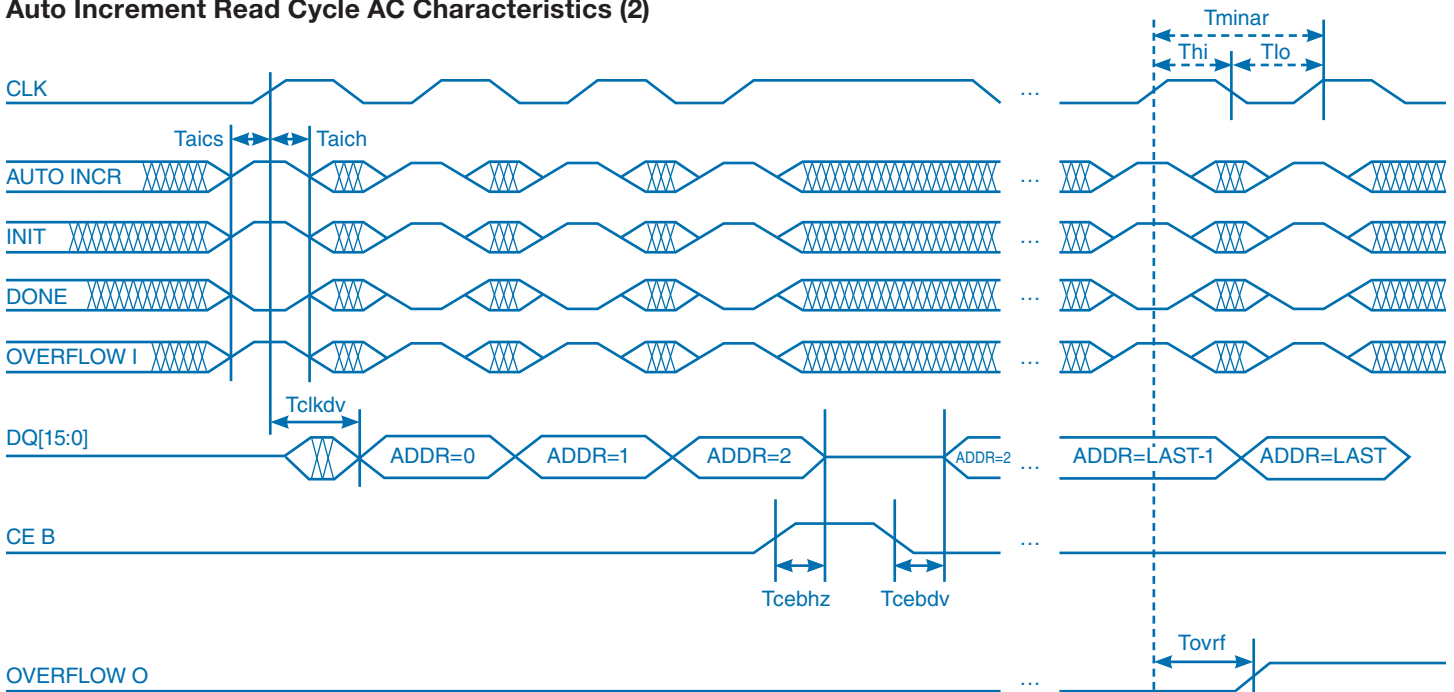 Auto Increment Read Cycle AC Characteristics (2)
Tminar
Thi Tlo
CLK ...
Taics Taich
AUTO INCR ...
INIT ...
DONE ...
OVERFLOW I ...
Tclkdv
DQ[15:0] ADDR=0 ADDR=1 ADDR=2 ADDR=2 ... ADDR=LAST-1 ADDR=LAST
CE B ...
Tcebhz Tcebdv
Tovrf
OVERFLOW O ...